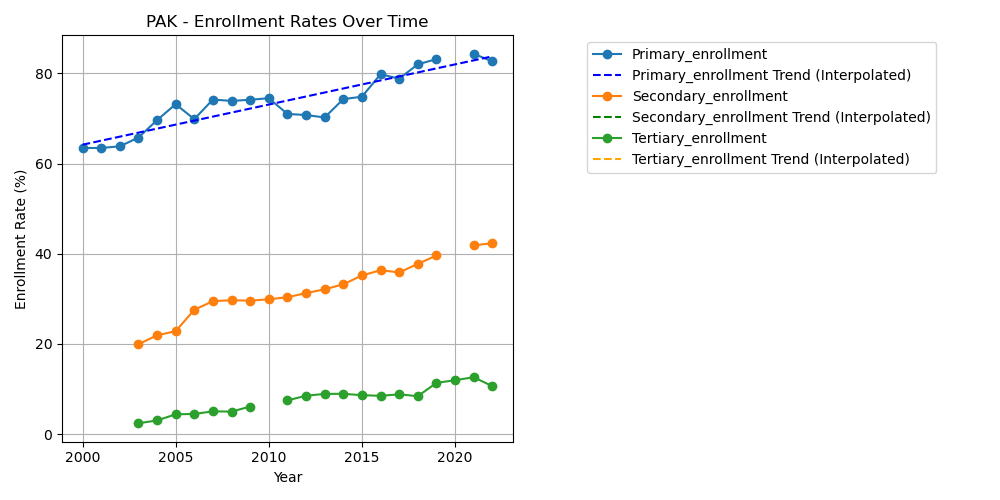 PAK - Enrollment Rates Over Time
Enrollment Rate (%)
80
60
40
20
0
2000 2005 2010 2015 2020
Year
Primary_enrollment
Primary_enrollment Trend (Interpolated)
Secondary_enrollment
Secondary_enrollment Trend (Interpolated)
Tertiary_enrollment
Tertiary_enrollment Trend (Interpolated)